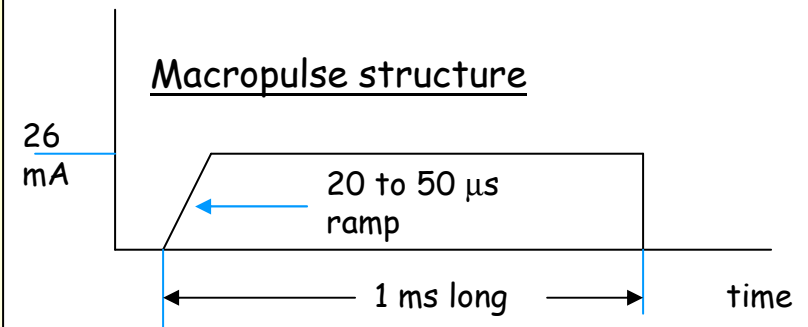 Macropulse structure
26
mA
20 to 50 μs
ramp
1 ms long
time